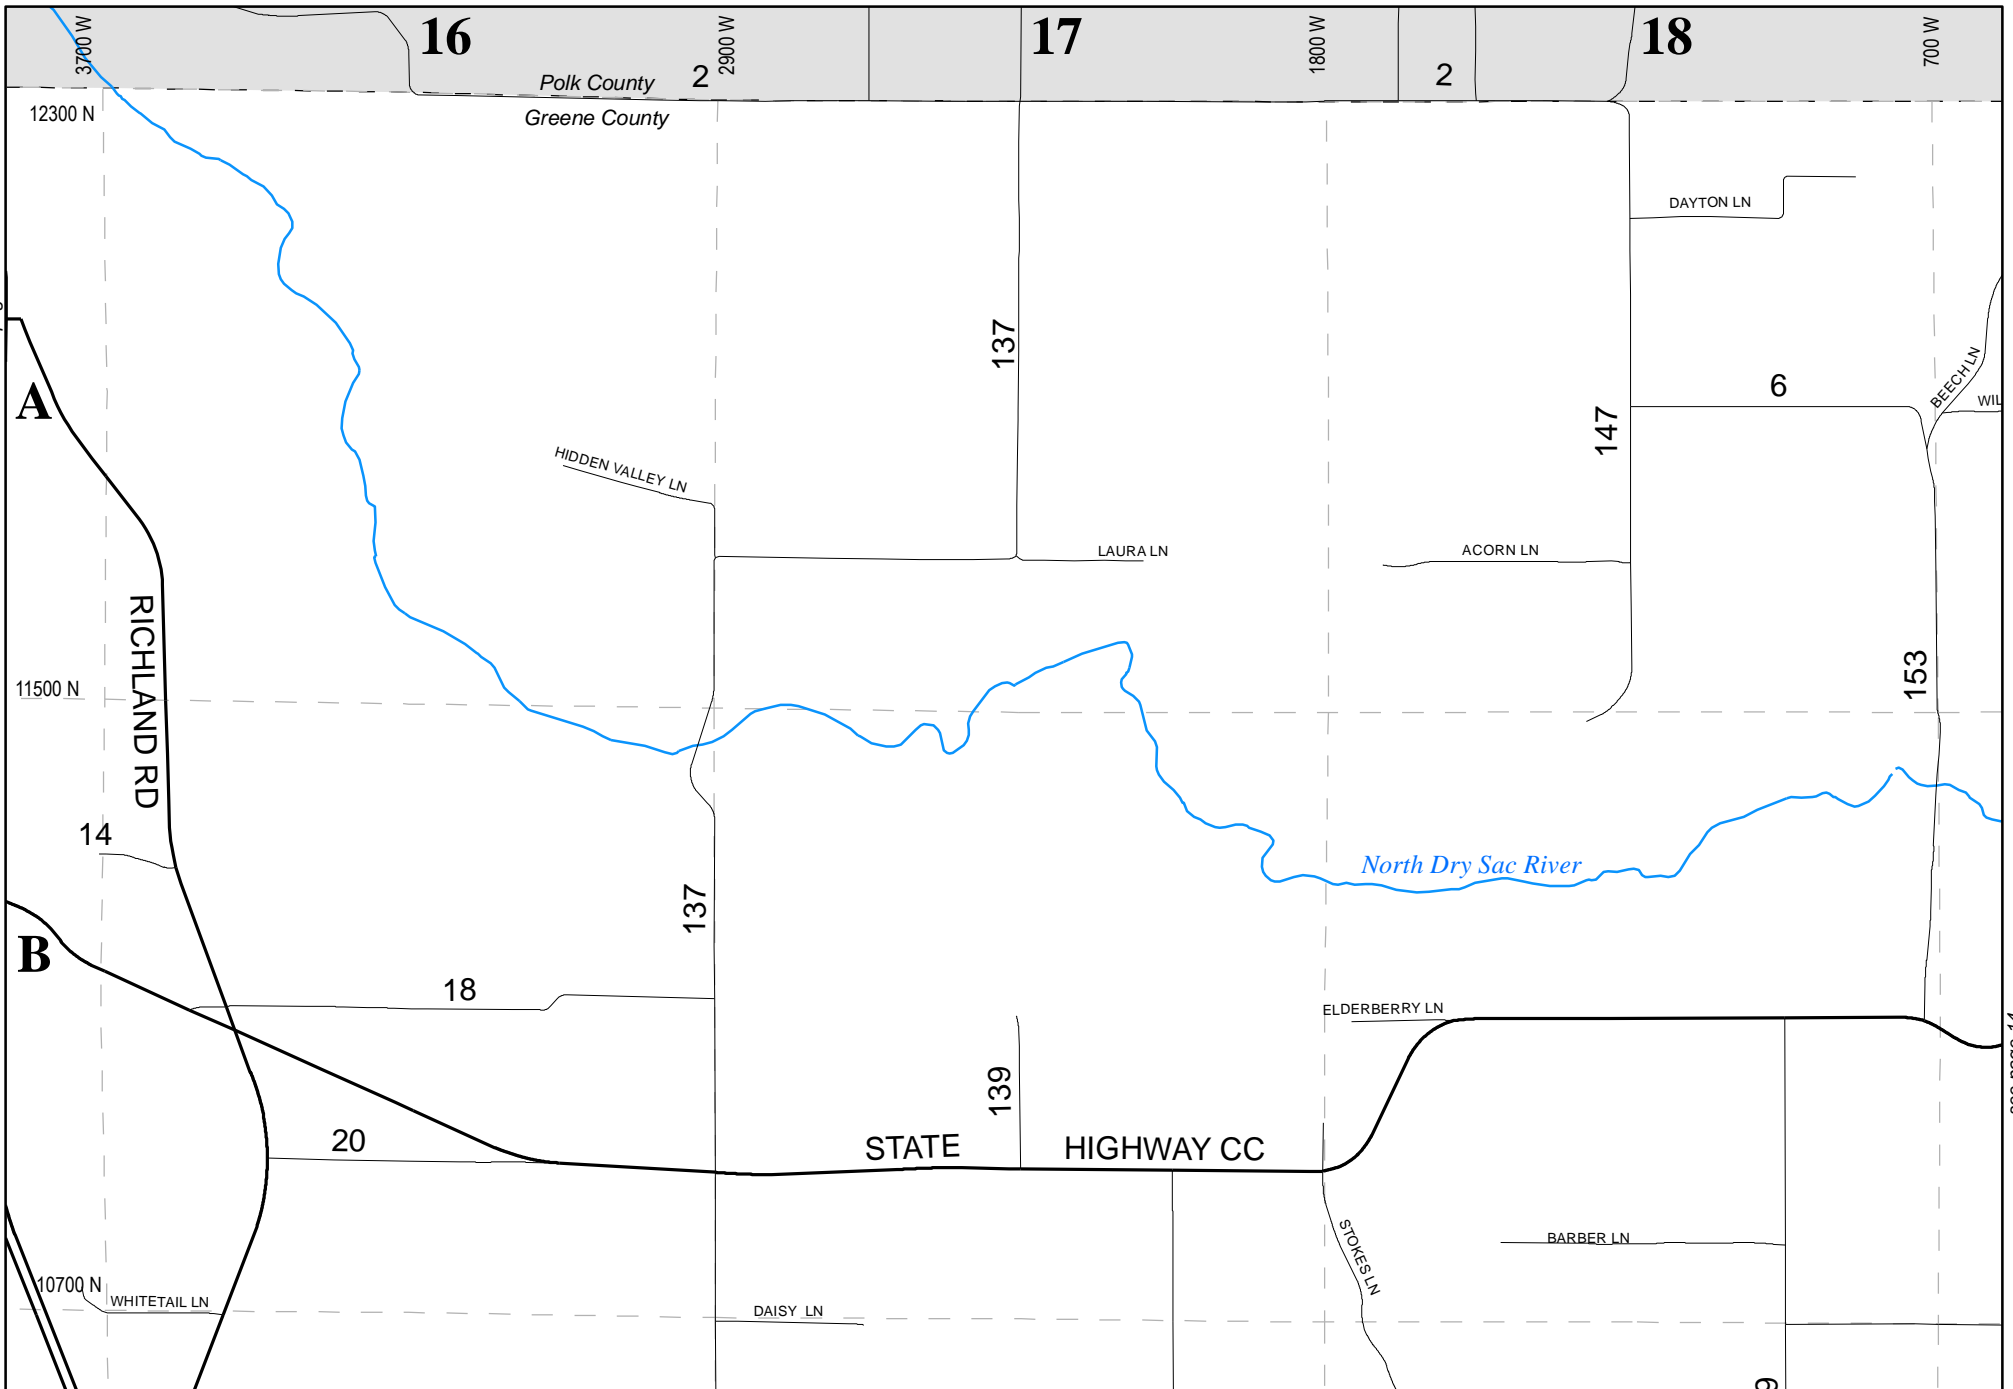 3700 W
16
2900 W
17
1800 W
18
700 W
Polk County
2
2
12300 N
Greene County
DAYTON LN
137
A
6
BEECH LN
WIL
147
HIDDEN VALLEY LN
LAURA LN
ACORN LN
RICHLAND RD
11500 N
153
14
North Dry Sac River
137
B
18
ELDERBERRY LN
139
20
STATE HIGHWAY CC
STOKES LN
BARBER LN
10700 N
WHITETAIL LN
DAISY LN